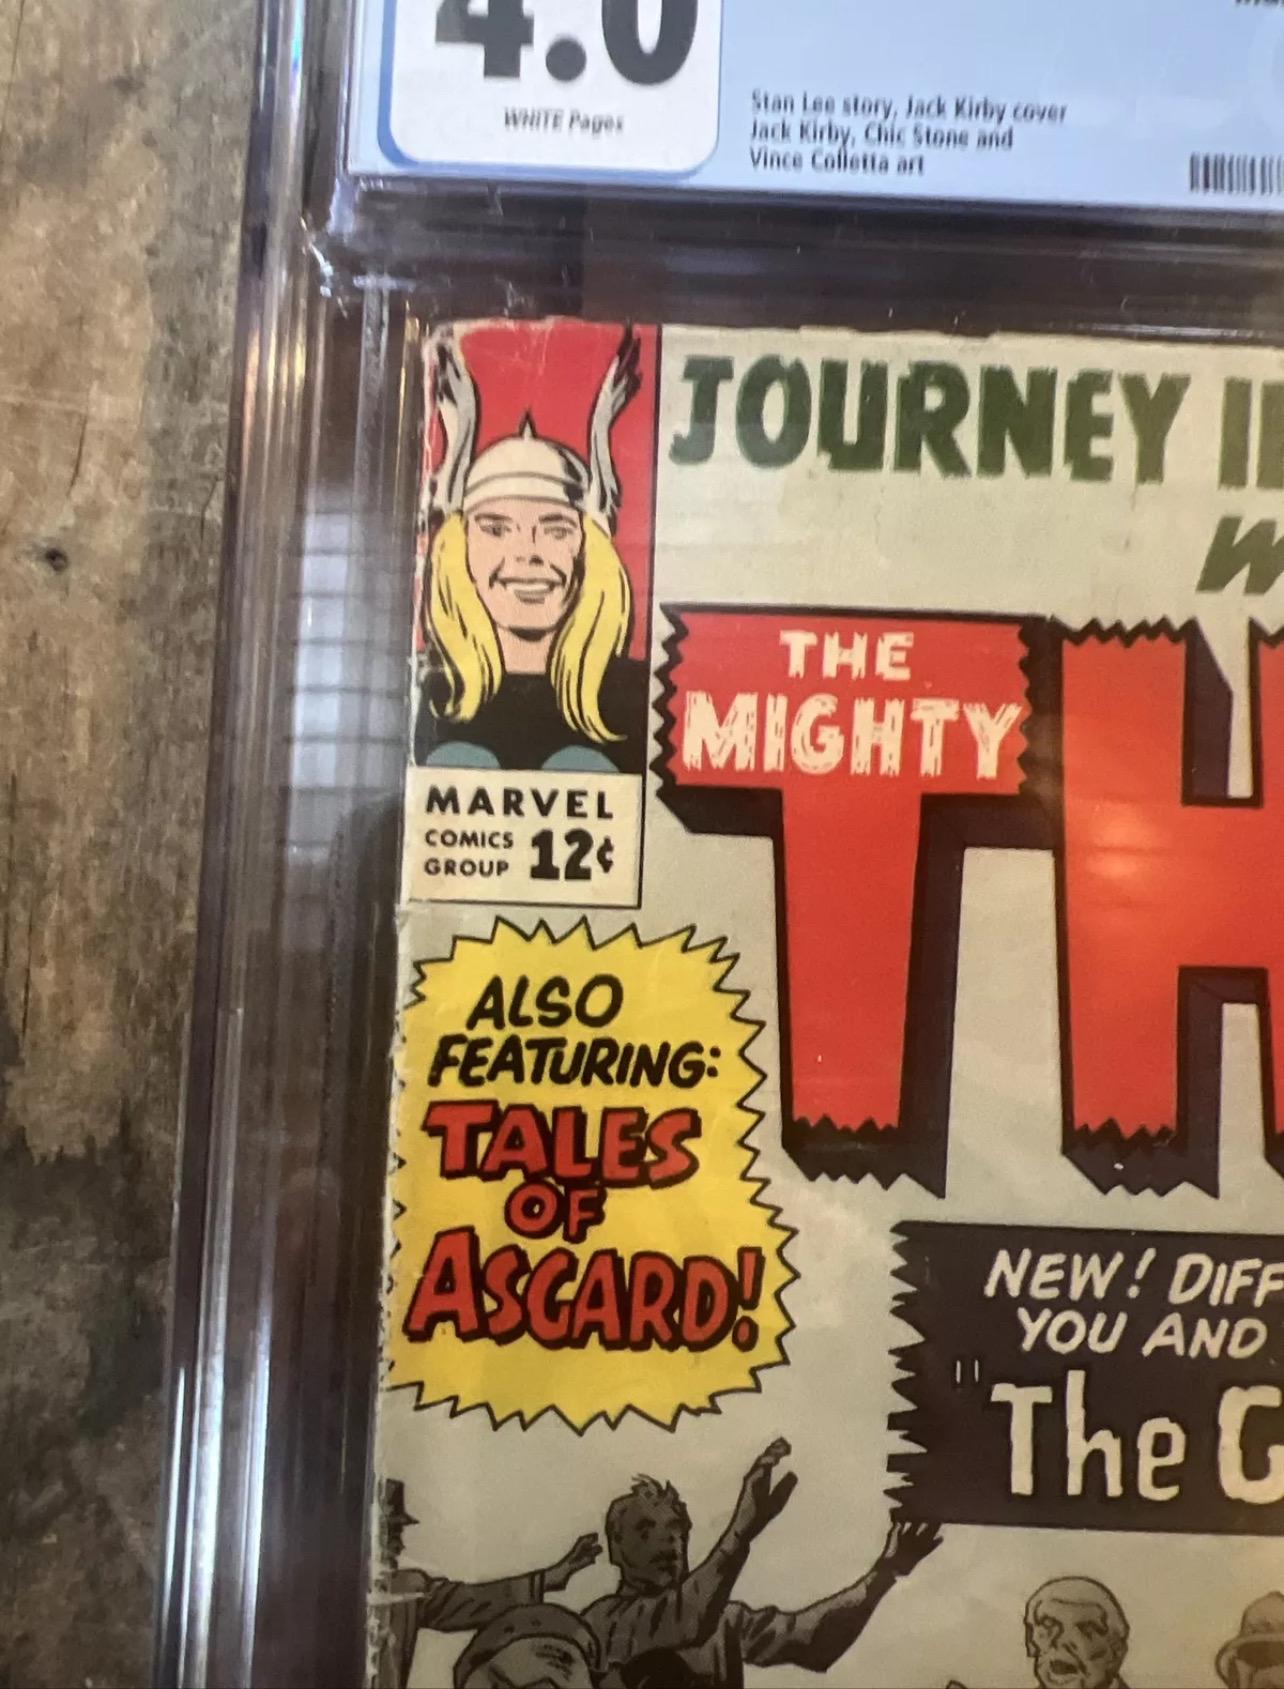 4.0
WHITE Pages
Stan Lee story, Jack Kirby cover
Jack Kirby, Chic Stone and
Vince Colletta art
JOURNEY
THE
MIGHTY
MARVEL
COMICS
GROUP 12¢
ALSO
FEATURING:
TALES
OF
ASGARD!
NEW! DIFF
YOU AND
"The G